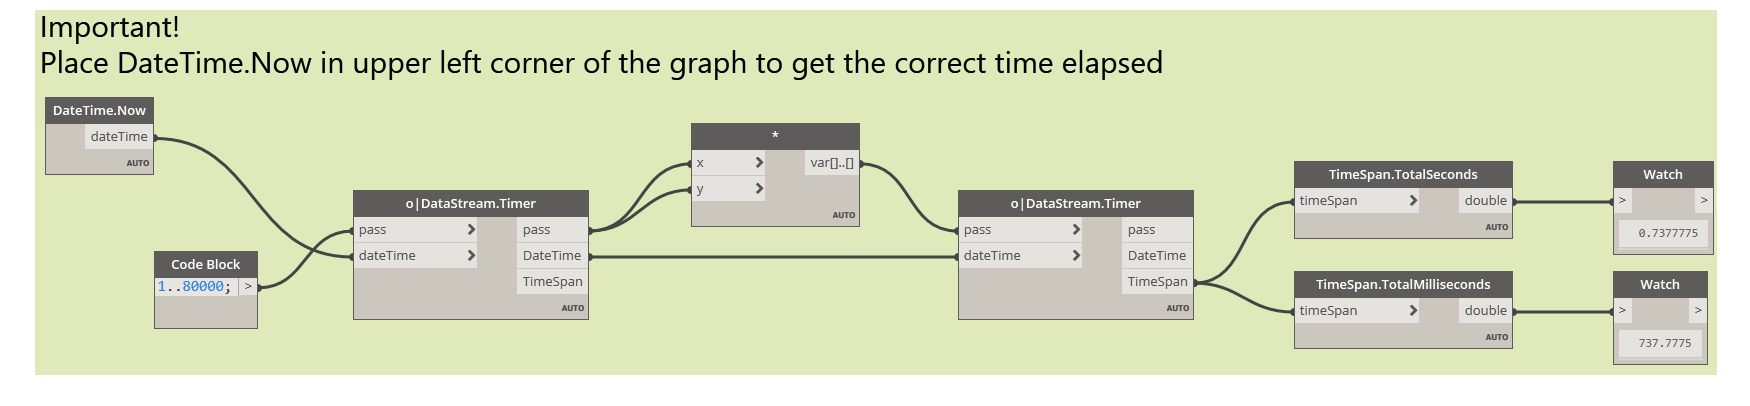 Important!
Place DateTime.Now in upper left corner of the graph to get the correct time elapsed
DateTime.Now
dateTime
AUTO
Code Block
1..80000; >
o|DataStream.Timer
pass > pass
dateTime > DateTime
TimeSpan
AUTO
*
x > var[]..[]
y >
AUTO
o|DataStream.Timer
pass > pass
dateTime > DateTime
TimeSpan
AUTO
TimeSpan.TotalSeconds
timeSpan > double
AUTO
Watch
> >
0.7377775
TimeSpan.TotalMilliseconds
timeSpan > double
AUTO
Watch
> >
737.7775